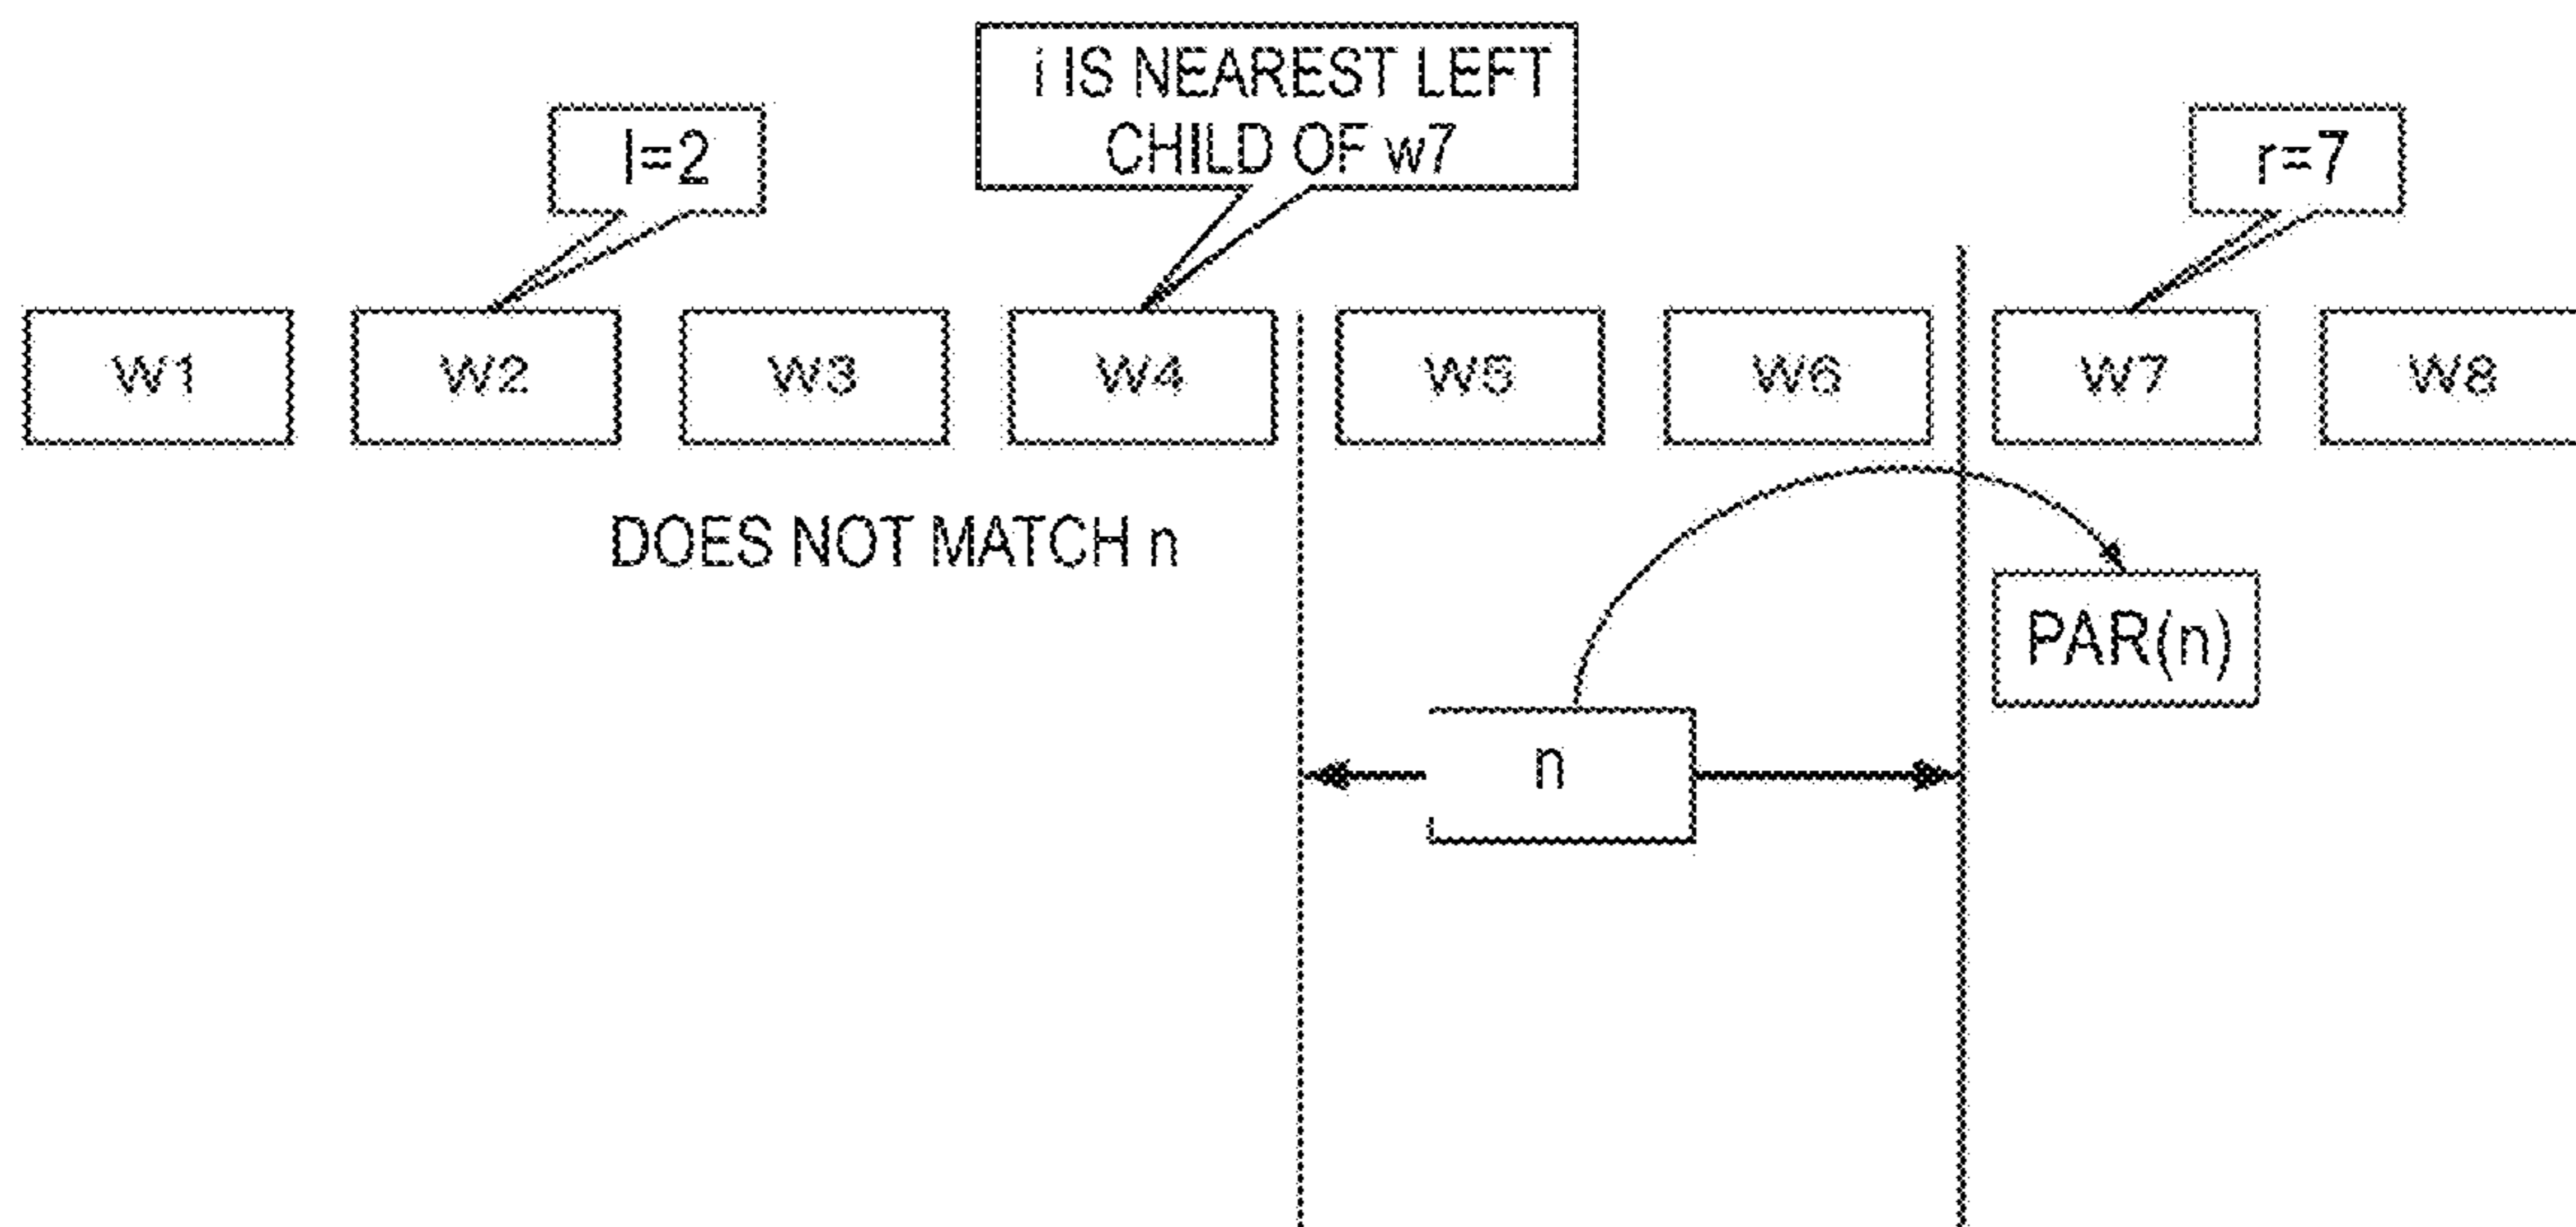 i IS NEAREST LEFT
CHILD OF w7
l=2
r=7
W1 W2 W3 W4 W5 W6 W7 W8
DOES NOT MATCH n
PAR(n)
n